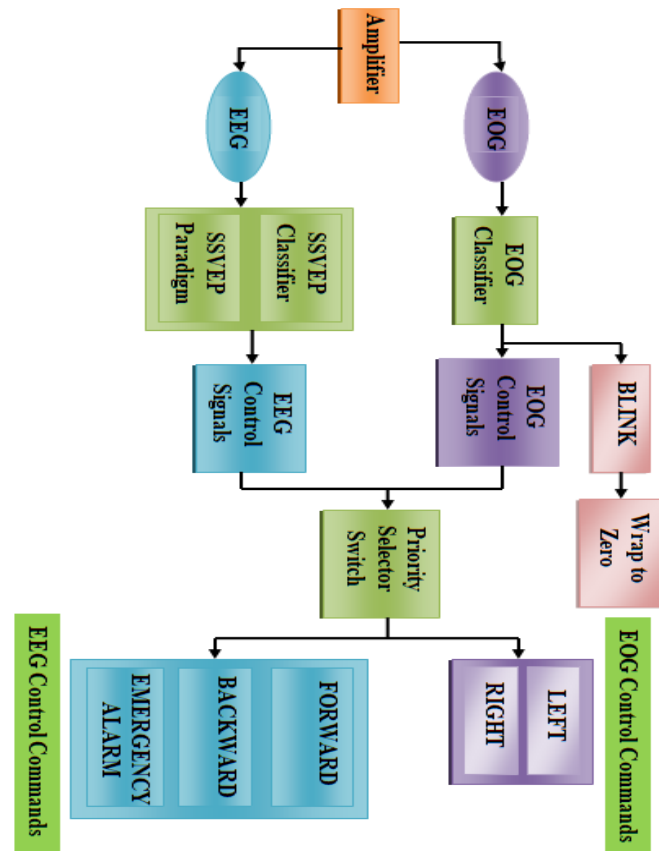 Amplifier
EOG
EEG
EOG
Classifier
SSVEP
Classifier
SSVEP
Paradigm
BLINK
EOG
Control
Signals
EEG
Control
Signals
Wrap to
Zero
Priority
Selector
Switch
EOG Control Commands
LEFT
RIGHT
FORWARD
BACKWARD
EMERGENCY
ALARM
EEG Control Commands